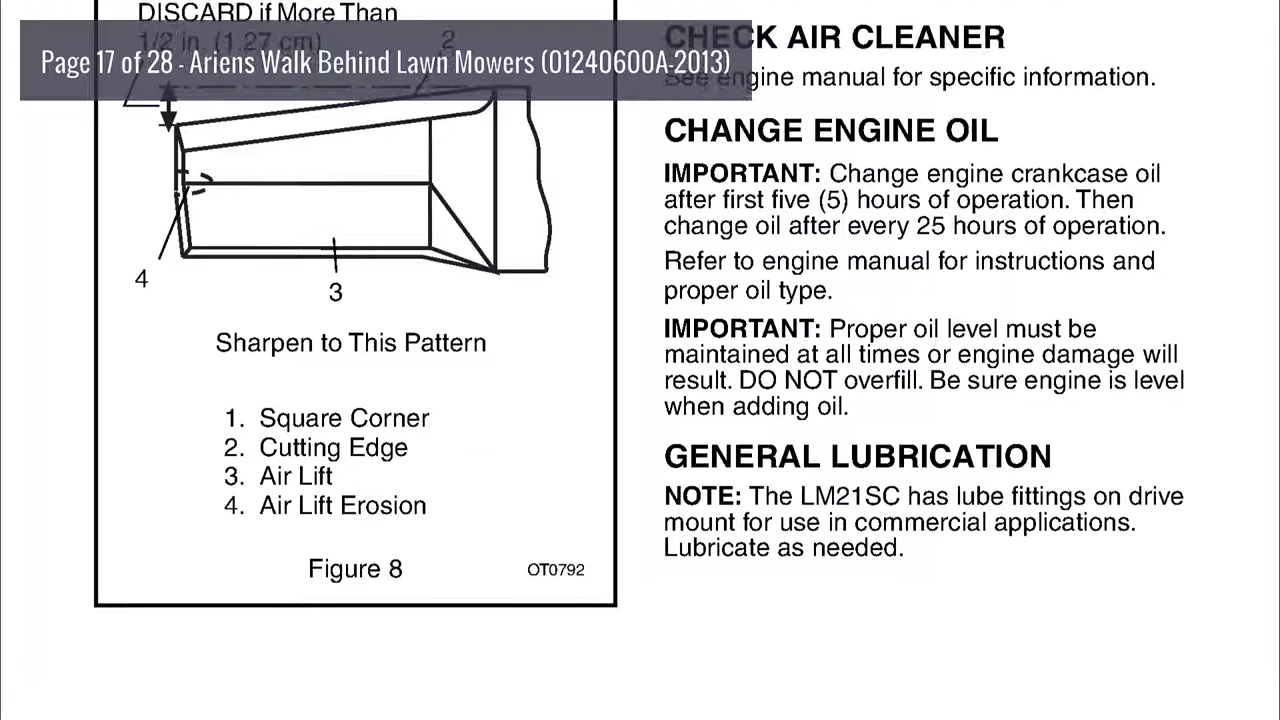 DISCARD if More Than
1/2 in. (1.27 cm)
2
Page 17 of 28 - Ariens Walk Behind Lawn Mowers (01240600A-2013)
4
3
Sharpen to This Pattern
1. Square Corner
2. Cutting Edge
3. Air Lift
4. Air Lift Erosion
Figure 8
OT0792
CHECK AIR CLEANER
See engine manual for specific information.
CHANGE ENGINE OIL
IMPORTANT: Change engine crankcase oil
after first five (5) hours of operation. Then
change oil after every 25 hours of operation.
Refer to engine manual for instructions and
proper oil type.
IMPORTANT: Proper oil level must be
maintained at all times or engine damage will
result. DO NOT overfill. Be sure engine is level
when adding oil.
GENERAL LUBRICATION
NOTE: The LM21SC has lube fittings on drive
mount for use in commercial applications.
Lubricate as needed.